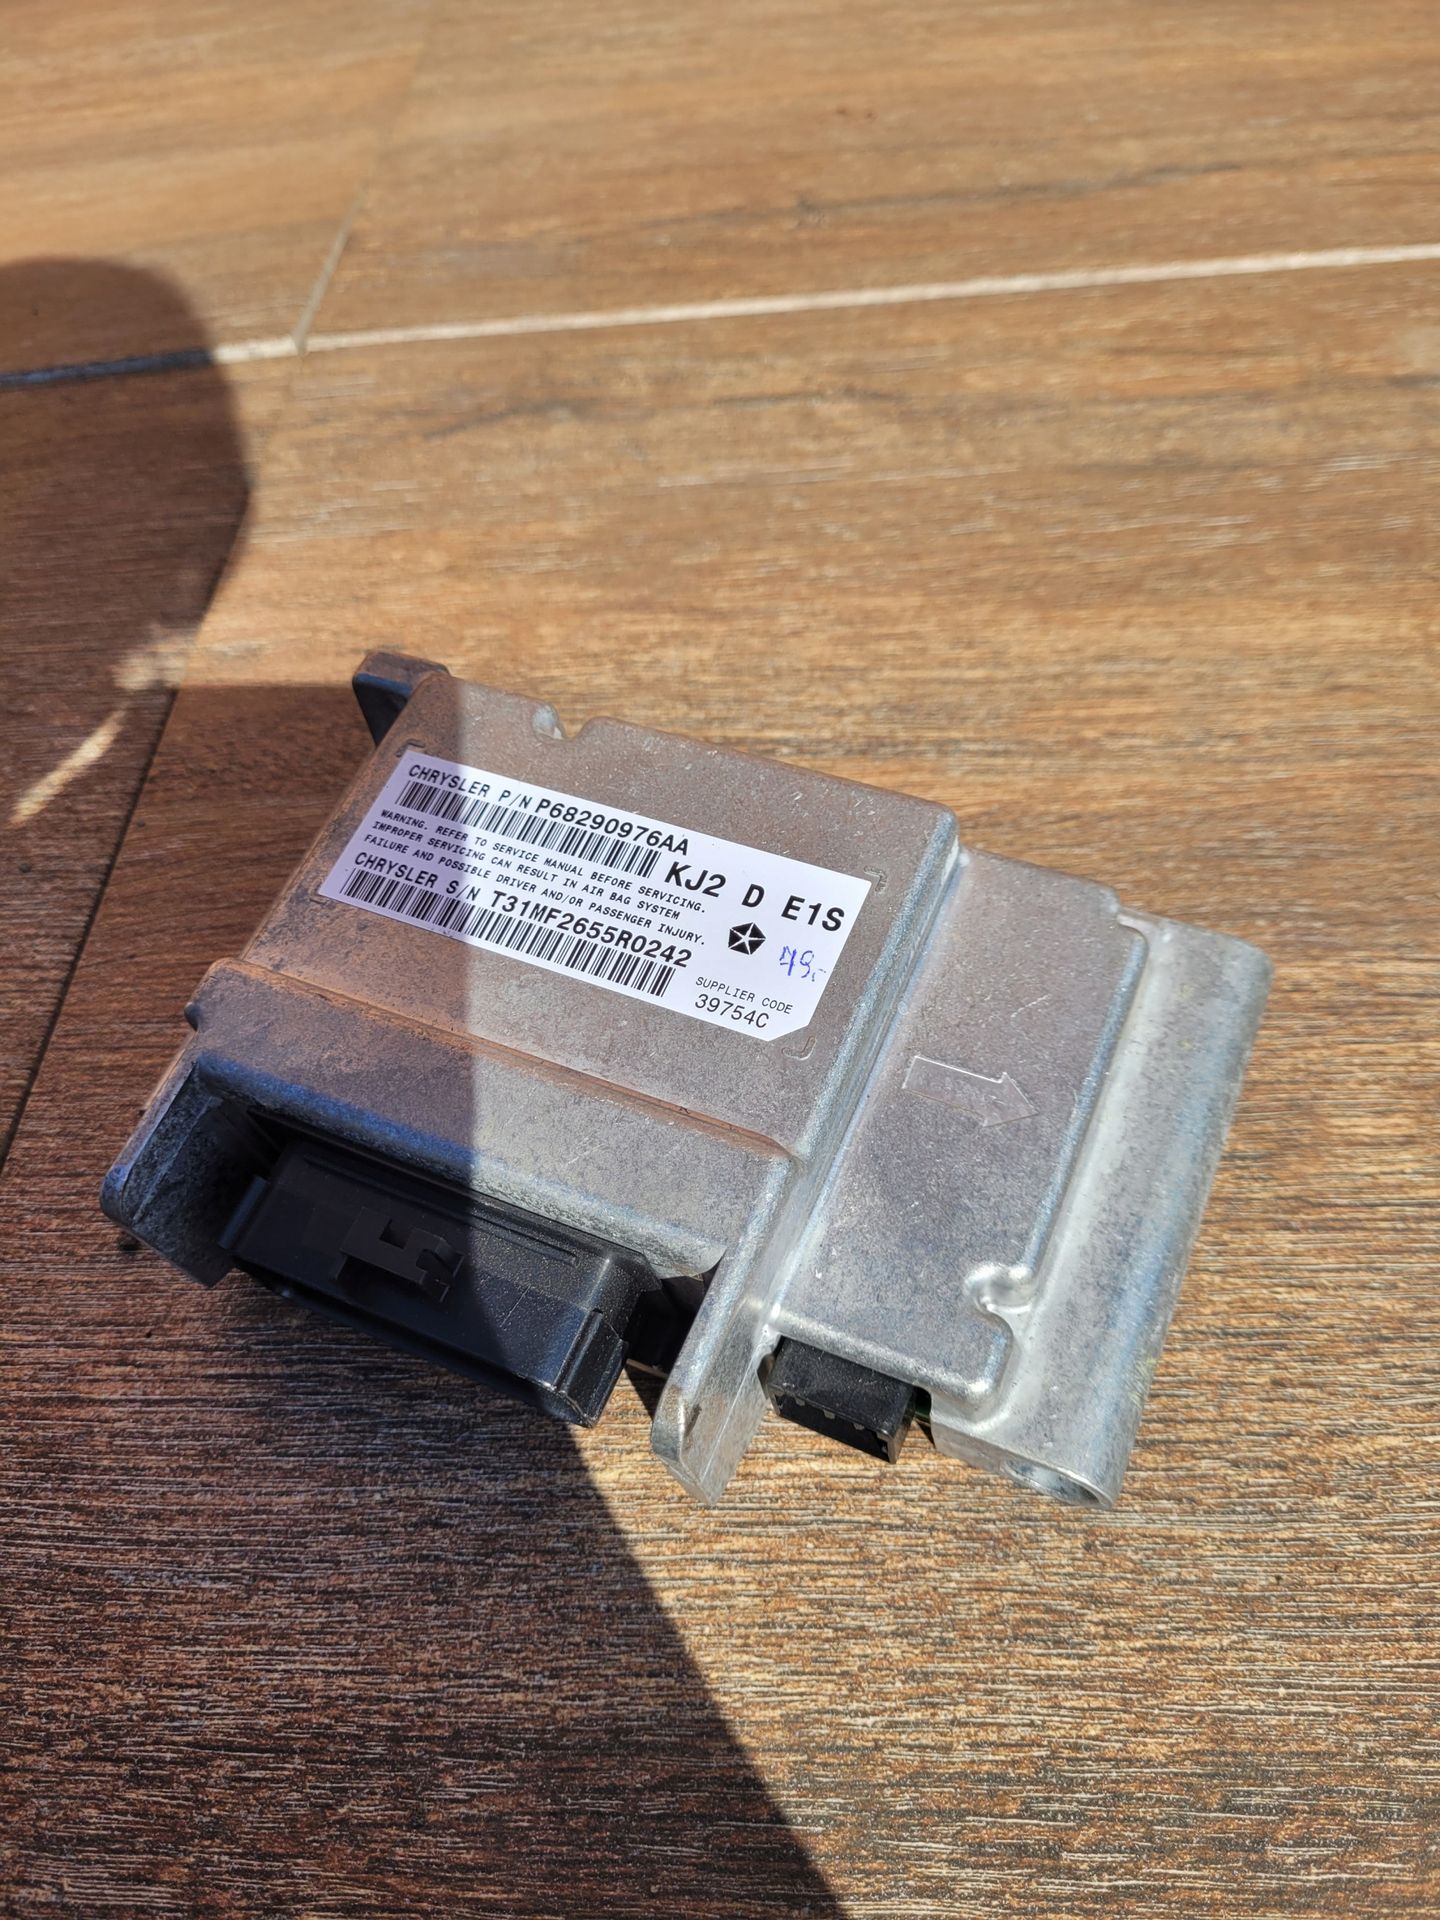 CHRYSLER P/N P68290976AA
KJ2 D E1S
WARNING. REFER TO SERVICE MANUAL BEFORE SERVICING.
IMPROPER SERVICING CAN RESULT IN AIR BAG SYSTEM
FAILURE AND POSSIBLE DRIVER AND/OR PASSENGER INJURY.
CHRYSLER S/N T31MF2655R0242
SUPPLIER CODE
39754C